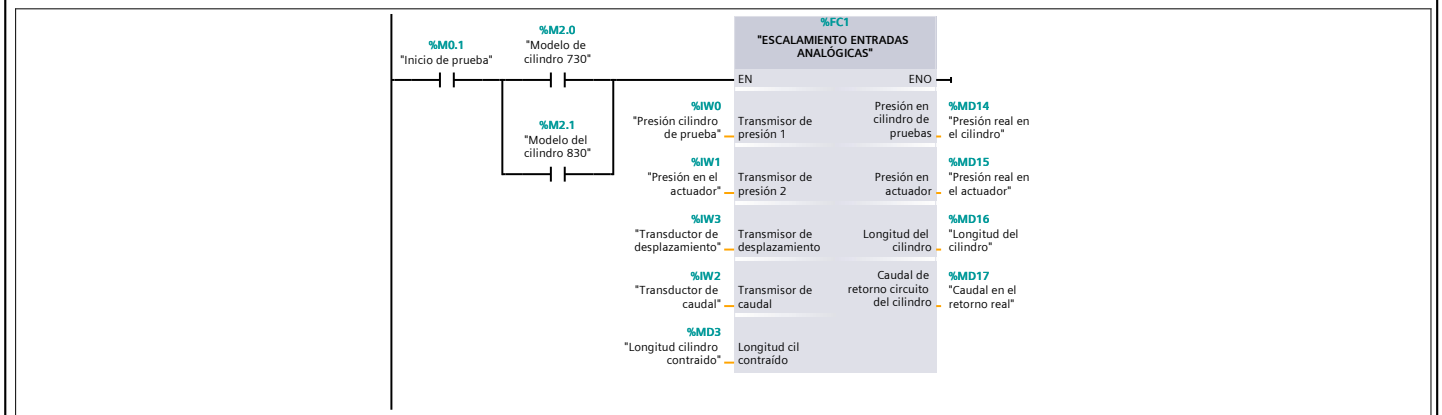 %FC1
"ESCALAMIENTO ENTRADAS
ANALÓGICAS"
%M2.0
"Modelo de
cilindro 730"
%M0.1
"Inicio de prueba"
EN
ENO
%IW0
"Presión cilindro
de prueba"
Transmisor de
presión 1
Presión en
cilindro de
pruebas
%MD14
"Presión real en
el cilindro"
%M2.1
"Modelo del
cilindro 830"
%IW1
"Presión en el
actuador"
Transmisor de
presión 2
Presión en
actuador
%MD15
"Presión real en
el actuador"
%IW3
"Transductor de
desplazamiento"
Transmisor de
desplazamiento
Longitud del
cilindro
%MD16
"Longitud del
cilindro"
%IW2
"Transductor de
caudal"
Transmisor de
caudal
Caudal de
retorno circuito
del cilindro
%MD17
"Caudal en el
retorno real"
%MD3
"Longitud cilindro
contraido"
Longitud cil
contraído